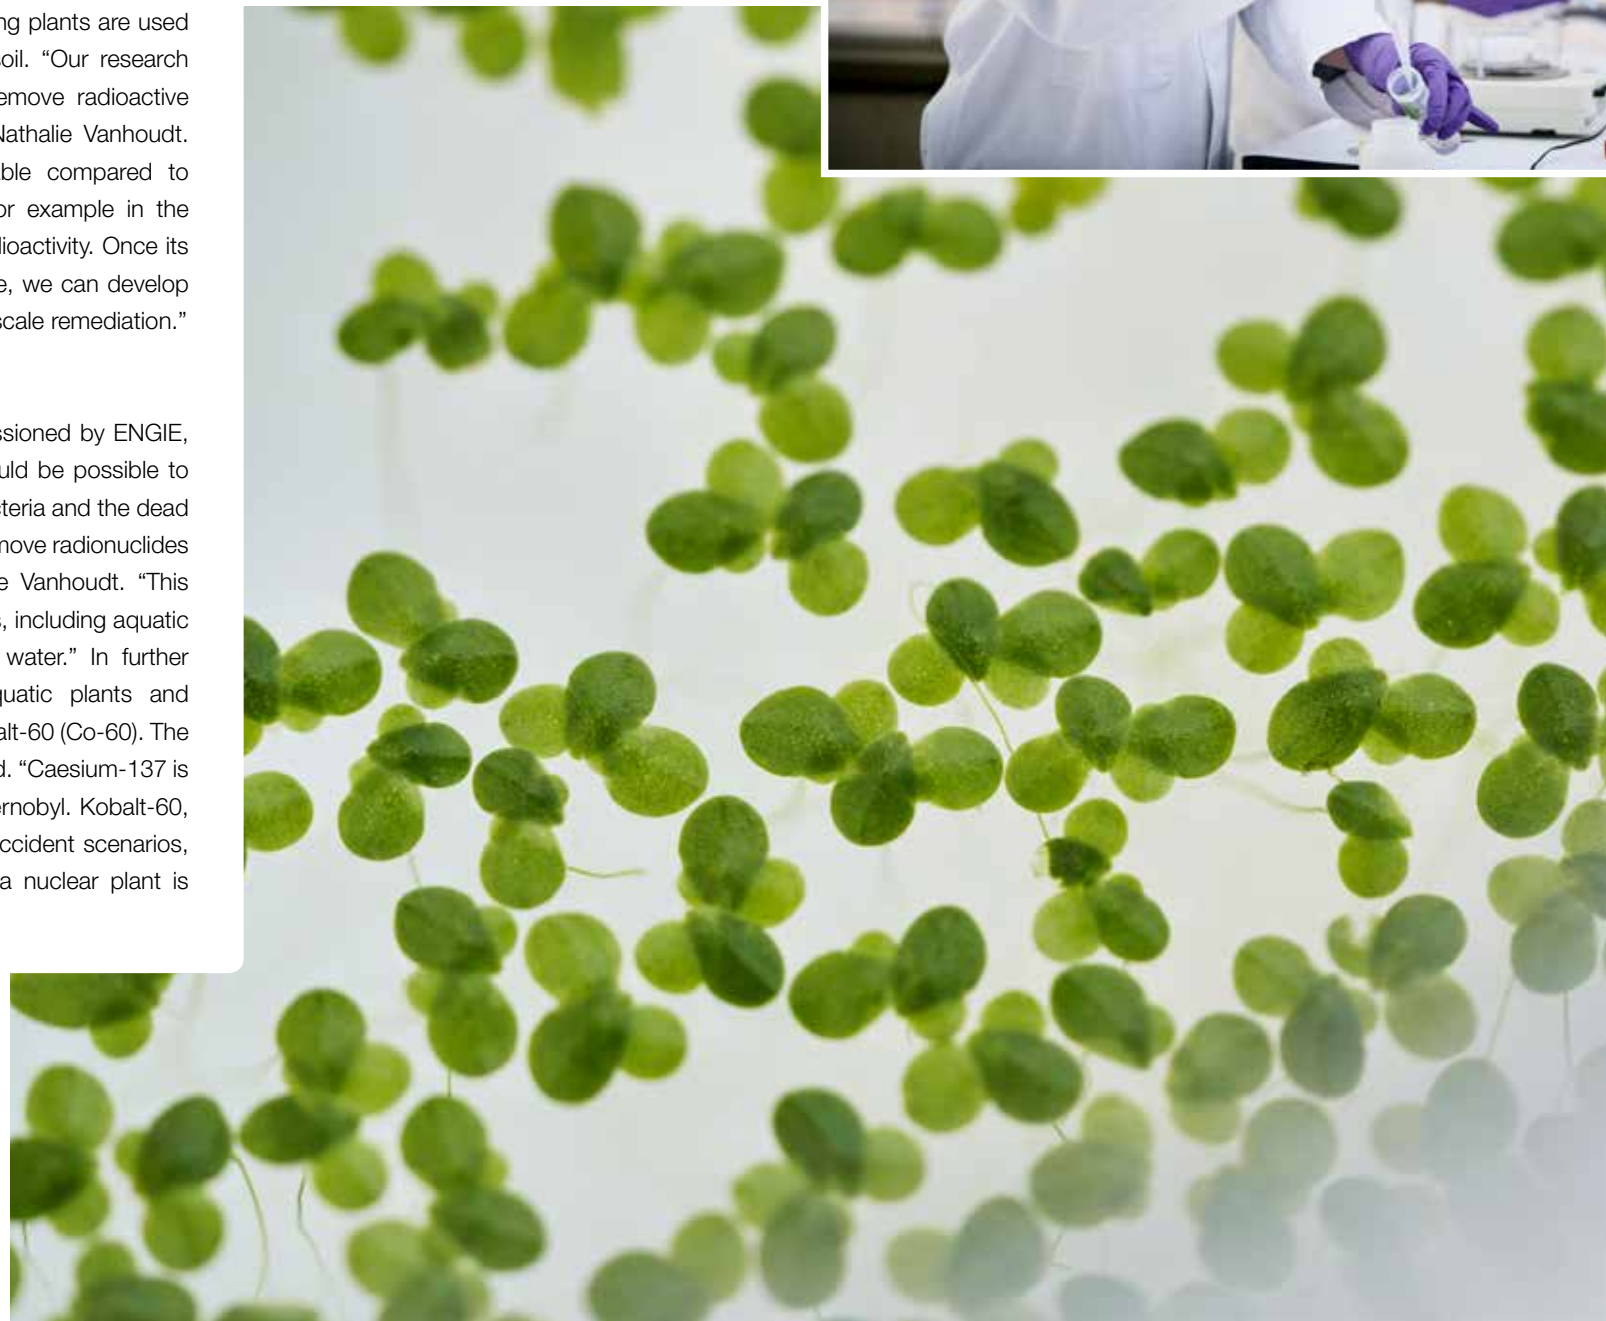 ng plants are used
oil. “Our research
emove radioactive
Nathalie Vanhoudt.
ble compared to
or example in the
lioactivity. Once its
e, we can develop
scale remediation.”
ssioned by ENGIE,
uld be possible to
cteria and the dead
move radionuclides
e Vanhoudt. “This
s, including aquatic
water.” In further
quatic plants and
alt-60 (Co-60). The
d. “Caesium-137 is
ernobyl. Kobalt-60,
ccident scenarios,
a nuclear plant is